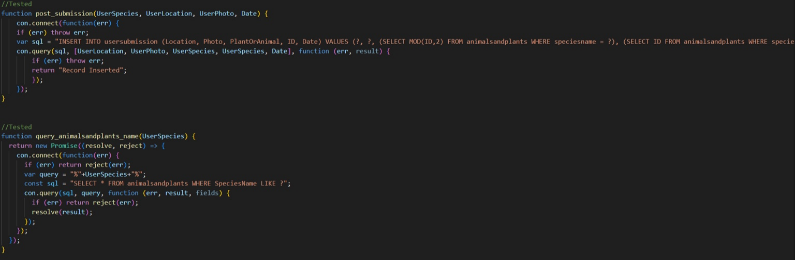 //Tested
function post_submission(UserSpecies, UserLocation, UserPhoto, Date) {
con.connect(function(err) {
if (err) throw err;
var sql = "INSERT INTO usersubmission (Location, Photo, PlantOrAnimal, ID, Date) VALUES (?, ?, (SELECT MOD(ID,2) FROM animalsandplants WHERE speciesname = ?), (SELECT ID FROM animalsandplants WHERE specie
con.query(sql, [UserLocation, UserPhoto, UserSpecies, UserSpecies, Date], function (err, result) {
if (err) throw err;
return "Record Inserted";
});
});
}
//Tested
function query_animalsandplants_name(UserSpecies) {
return new Promise((resolve, reject) => {
con.connect(function(err) {
if (err) return reject(err);
var query = "%"+UserSpecies+"%";
const sql = "SELECT * FROM animalsandplants WHERE SpeciesName LIKE ?";
con.query(sql, query, function (err, result, fields) {
if (err) return reject(err);
resolve(result);
});
});
});
}